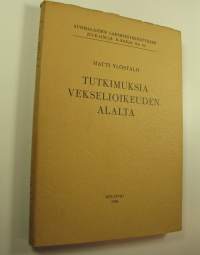 SUOMALAISEN LAKIMIESYHDISTYKSEN
JULKAISUJA B-SARJA
MATTI YLÖSTALO
TUTKIMUKSIA
VEKSELIOIKEUDEN
ALALTA
HELSINKI